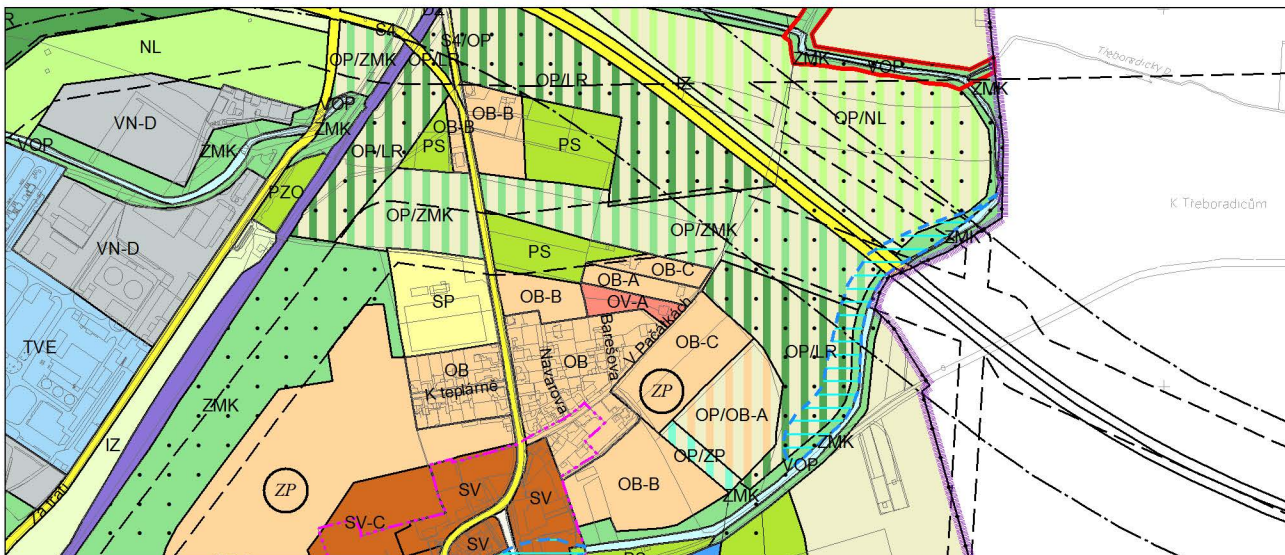 S4
S4/OP
NL
OP/ZMK
OP/LR
OP/LR
IZ
ZMK
VOP
ZMK
Třeboradický p.
VN-D
VOP
ZMK
OB-B
OB-B
OP/NL
VOP
ZMK
OP/LR
PS
PS
PZO
K Třeboradicům
OP/ZMK
OP/ZMK
ZMK
VN-D
PS
OB-C
OB-A
SP
OB-B
OV-A
V Pačálkách
Barešova
TVE
OB
K teplárně
Navarova
OB
OB-C
OP/LR
ZP
ZMK
OP/OB-A
IZ
OP/ZP
ZMK
VOP
ZP
SV
SV
OB-B
ZMK
Za tratí
SV-C
SV